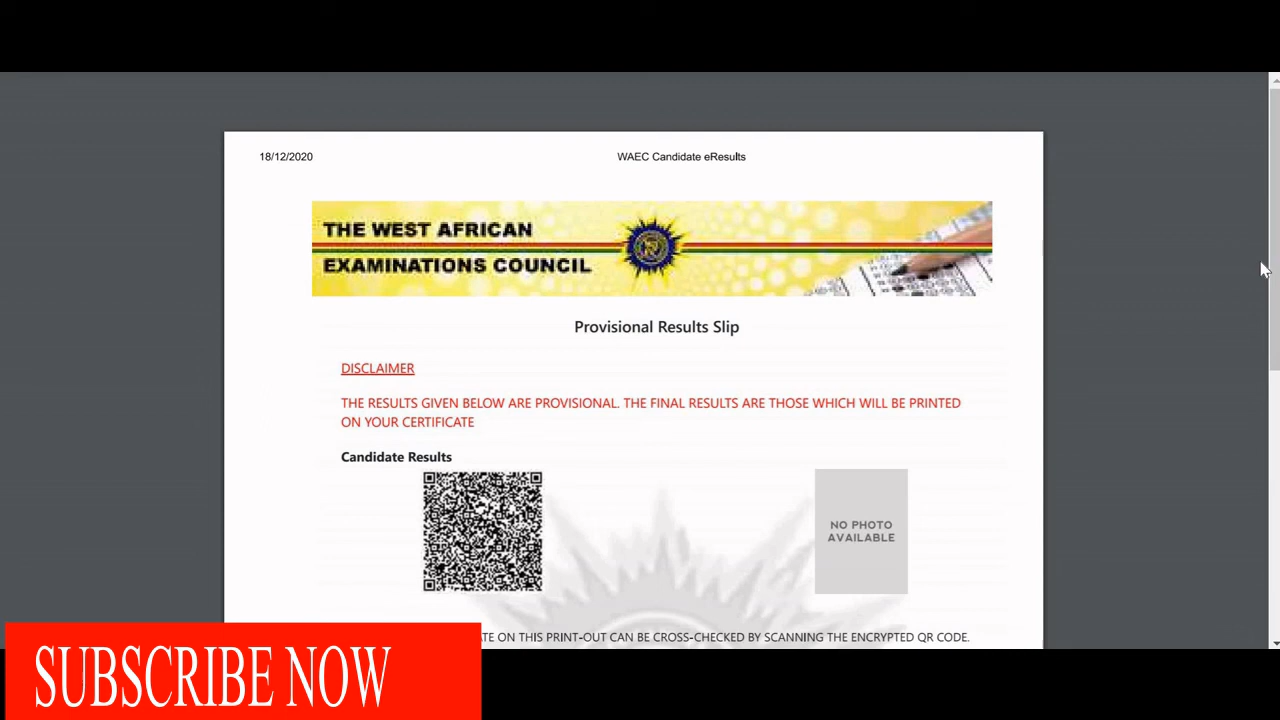 18/12/2020 WAEC Candidate eResults
THE WEST AFRICAN
EXAMINATIONS COUNCIL
Provisional Results Slip
DISCLAIMER
THE RESULTS GIVEN BELOW ARE PROVISIONAL. THE FINAL RESULTS ARE THOSE WHICH WILL BE PRINTED
ON YOUR CERTIFICATE
Candidate Results
NO PHOTO
AVAILABLE
ON THIS PRINT-OUT CAN BE CROSS-CHECKED BY SCANNING THE ENCRYPTED QR CODE.
SUBSCRIBE NOW